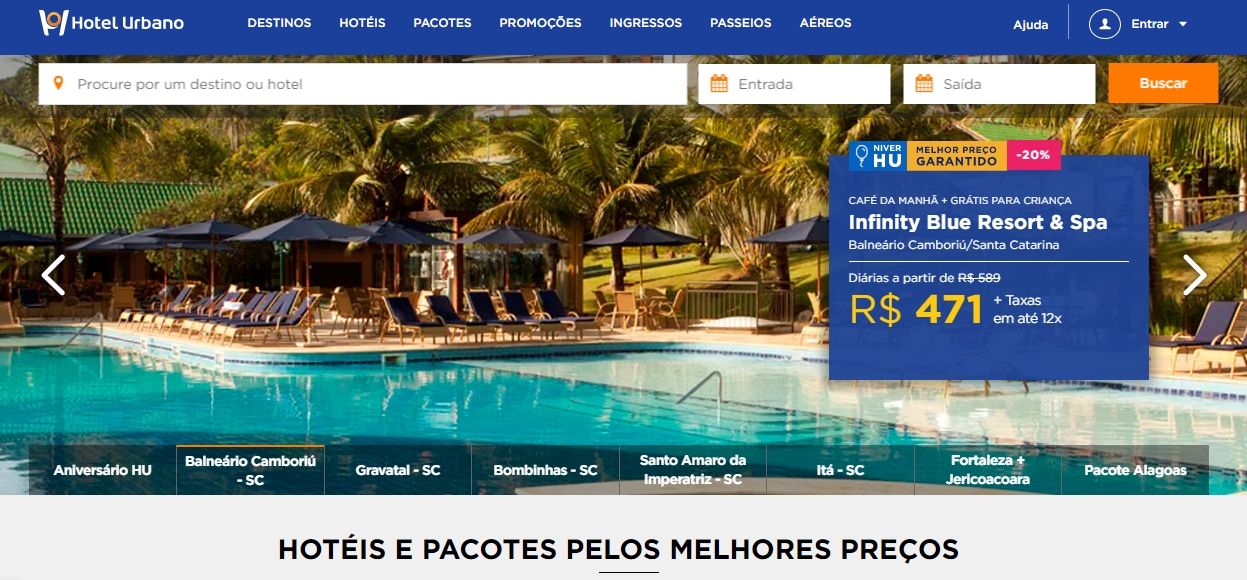 Hotel Urbano
DESTINOS
HOTÉIS
PACOTES
PROMOÇÕES
INGRESSOS
PASSEIOS
AÉREOS
Ajuda
Entrar
Procure por um destino ou hotel
Entrada
Saída
Buscar
NIVER
HU
MELHOR PREÇO
GARANTIDO
-20%
CAFÉ DA MANHÃ + GRÁTIS PARA CRIANÇA
Infinity Blue Resort & Spa
Balneário Camboriú/Santa Catarina
Diárias a partir de R$ 589
R$ 471
+ Taxas
em até 12x
Aniversário HU
Balneário Camboriú
- SC
Gravatal - SC
Bombinhas - SC
Santo Amaro da
Imperatriz - SC
Itá - SC
Fortaleza +
Jericoacoara
Pacote Alagoas
HOTÉIS E PACOTES PELOS MELHORES PREÇOS